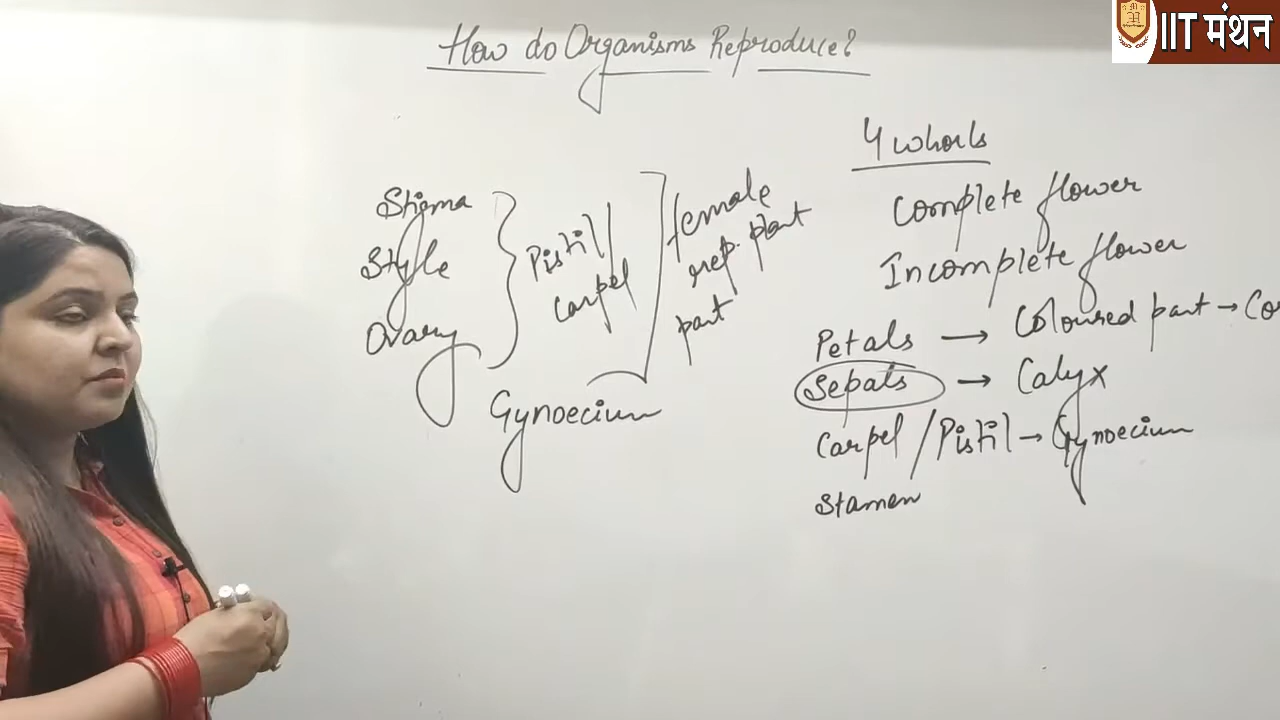 IIT मंथन
How do Organisms Reproduce?
Stigma
Style
Ovary
Pistil/
carpel
female
rep. plant
part
Gynoecium
4 whorls
Complete flower
Incomplete flower
Petals → Coloured part → Co
Sepals → Calyx
Carpel/Pistil → Gynoecium
Stamen